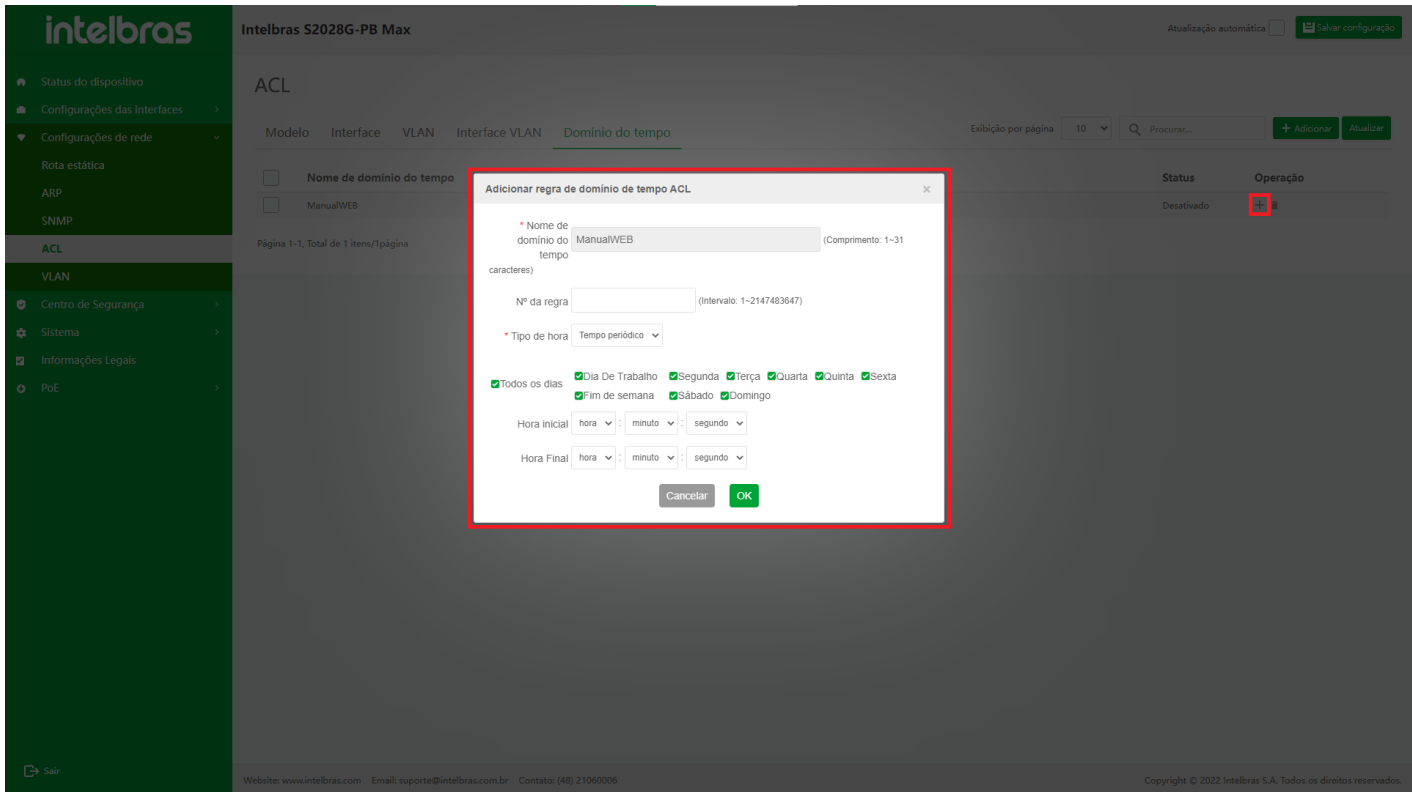 intelbras
Intelbras S2028G-PB Max
Atualização automática
Salvar configuração
Status do dispositivo
Configurações das interfaces
Configurações de rede
Rota estática
ARP
SNMP
ACL
VLAN
Centro de Segurança
Sistema
Informações Legais
PoE
Sair
ACL
Modelo Interface VLAN Interface VLAN Domínio do tempo
Exibição por página 10 Procurar... + Adicionar Atualizar
Nome de domínio do tempo Status Operação
ManualWEB Desativado
Página 1-1, Total de 1 itens/1página
Adicionar regra de domínio de tempo ACL ×
* Nome de
domínio do ManualWEB (Comprimento: 1~31
tempo
caracteres)
Nº da regra (Intervalo: 1~2147483647)
* Tipo de hora Tempo periódico
Todos os dias
Dia De Trabalho Segunda Terça Quarta Quinta Sexta
Fim de semana Sábado Domingo
Hora inicial hora : minuto : segundo
Hora Final hora : minuto : segundo
Cancelar OK
Website: www.intelbras.com Email: suporte@intelbras.com.br Contato: (48) 21060006
Copyright © 2022 Intelbras S.A. Todos os direitos reservados.